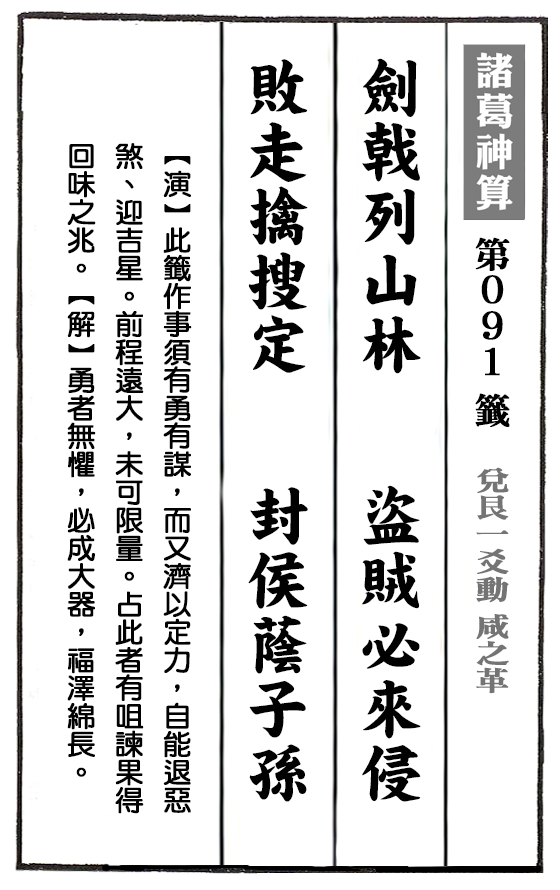 諸葛神算 第091籤 兌艮一爻動 咸之革
劍戟列山林 盜賊必來侵
敗走擒搜定 封侯蔭子孫
【演】此籤作事須有勇有謀，而又濟以定力，自能退惡
煞、迎吉星。前程遠大，未可限量。占此者有咀諫果得
回味之兆。【解】勇者無懼，必成大器，福澤綿長。